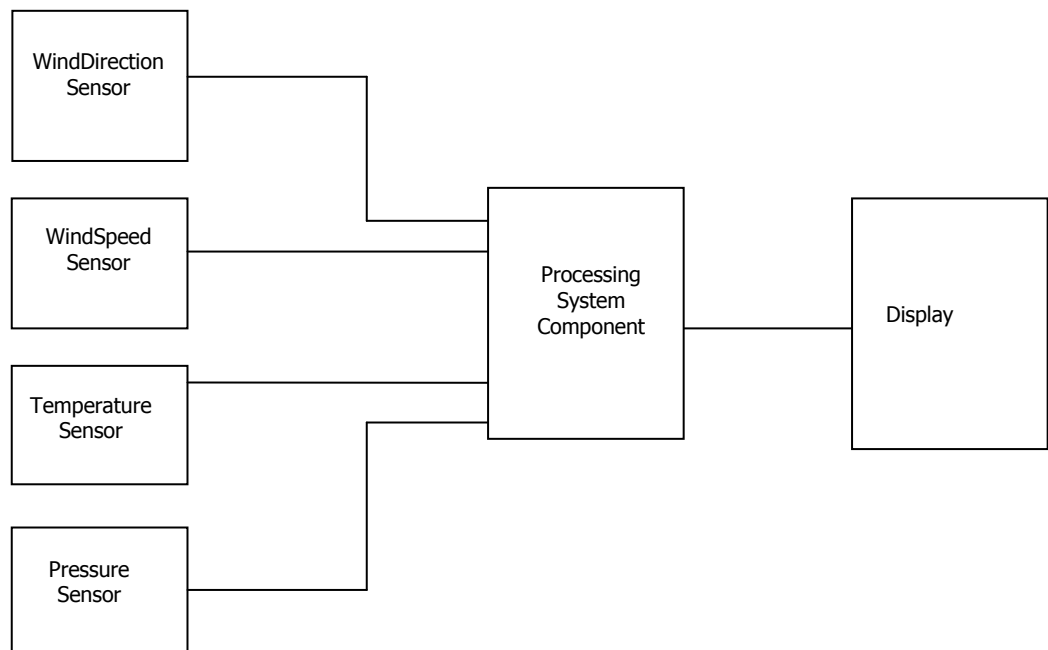 WindDirection
Sensor
WindSpeed
Sensor
Temperature
Sensor
Pressure
Sensor
Processing
System
Component
Display